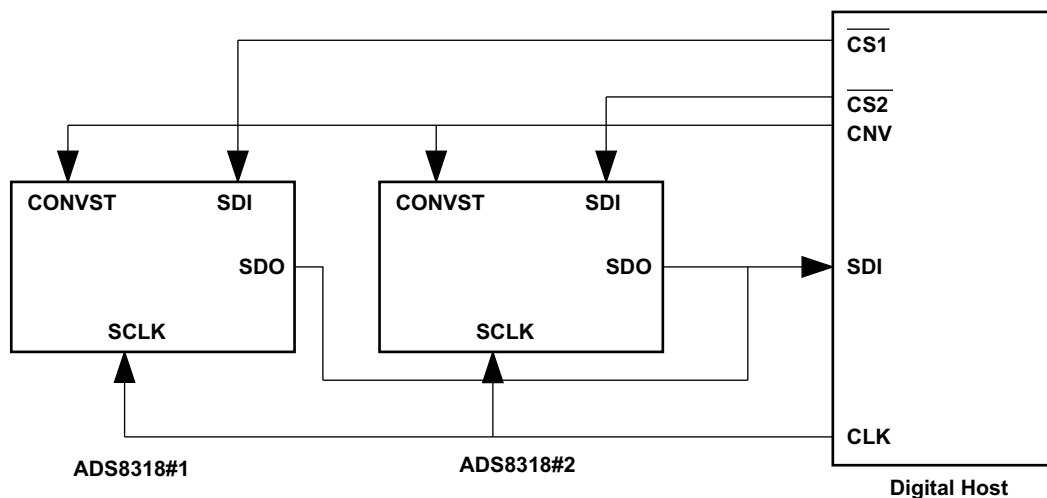 CS1
CS2
CNV
CONVST SDI
CONVST SDI
SDO
SDO
SDI
SCLK
SCLK
CLK
ADS8318#1
ADS8318#2
Digital Host